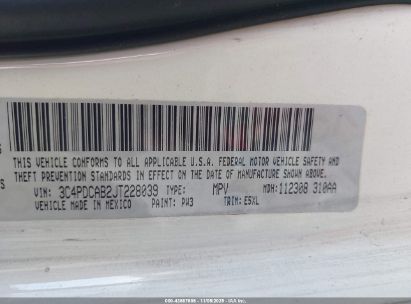 THIS VEHICLE CONFORMS TO ALL APPLICABLE U.S.A. FEDERAL MOTOR VEHICLE SAFETY AND
THEFT PREVENTION STANDARDS IN EFFECT ON THE DATE OF MANUFACTURE SHOWN ABOVE.
VIN: 3C4PDCAB2JT228039 TYPE: MPV MDH: 112308 310AA
VEHICLE MADE IN MEXICO PAINT: PW3 TRIM: E5XL